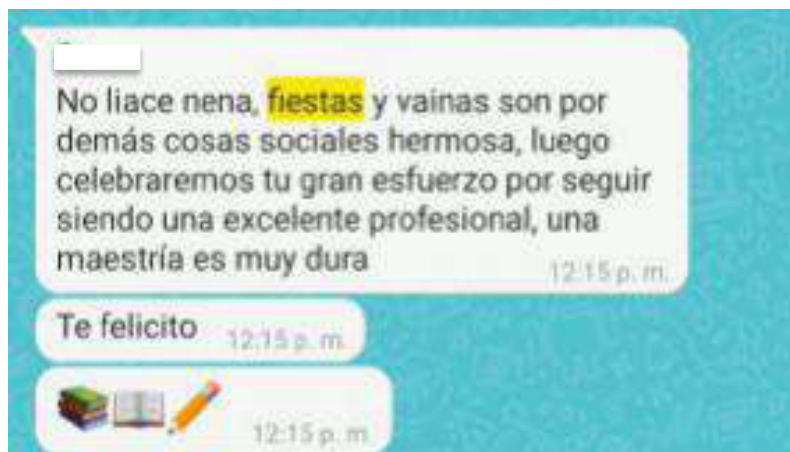 No liace nena, fiestas y vainas son por
demás cosas sociales hermosa, luego
celebraremos tu gran esfuerzo por seguir
siendo una excelente profesional, una
maestría es muy dura
12:15 p. m.
Te felicito 12:15 p. m.
12:15 p. m